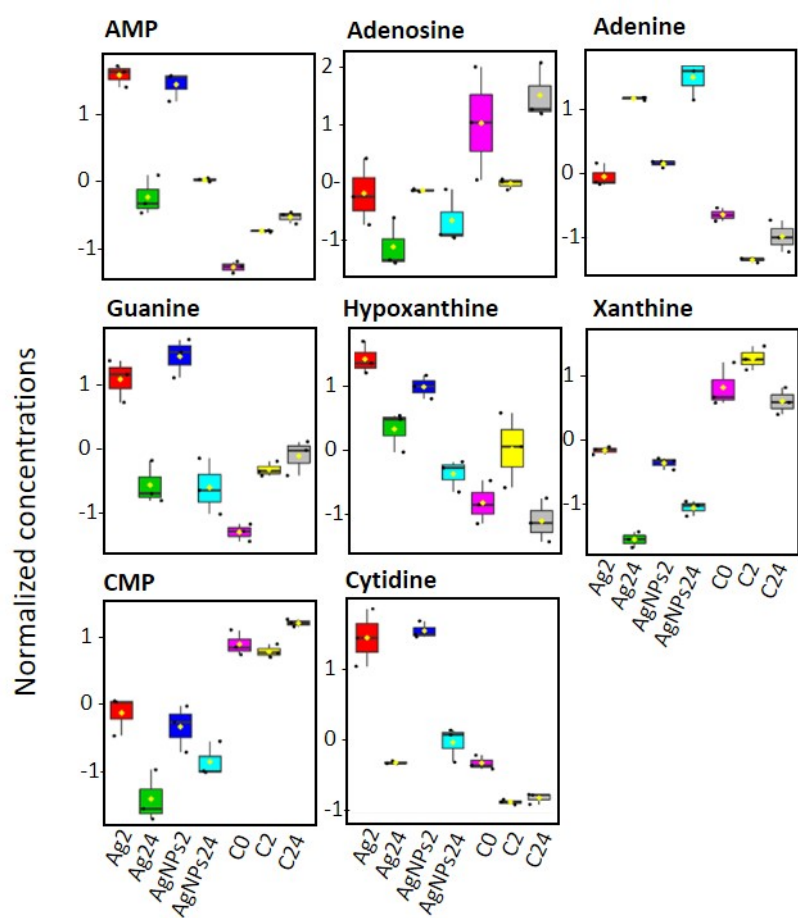 AMP
Adenosine
Adenine
1
0
-1
2
1
0
-1
1
0
-1
Guanine
Hypoxanthine
Xanthine
1
0
-1
1
0
-1
1
0
-1
Normalized concentrations
Ag2
Ag24
AgNPs2
AgNPs24
C0
C2
C24
CMP
Cytidine
1
0
-1
1
0
-1
Ag2
Ag24
AgNPs2
AgNPs24
C0
C2
C24
Ag2
Ag24
AgNPs2
AgNPs24
C0
C2
C24